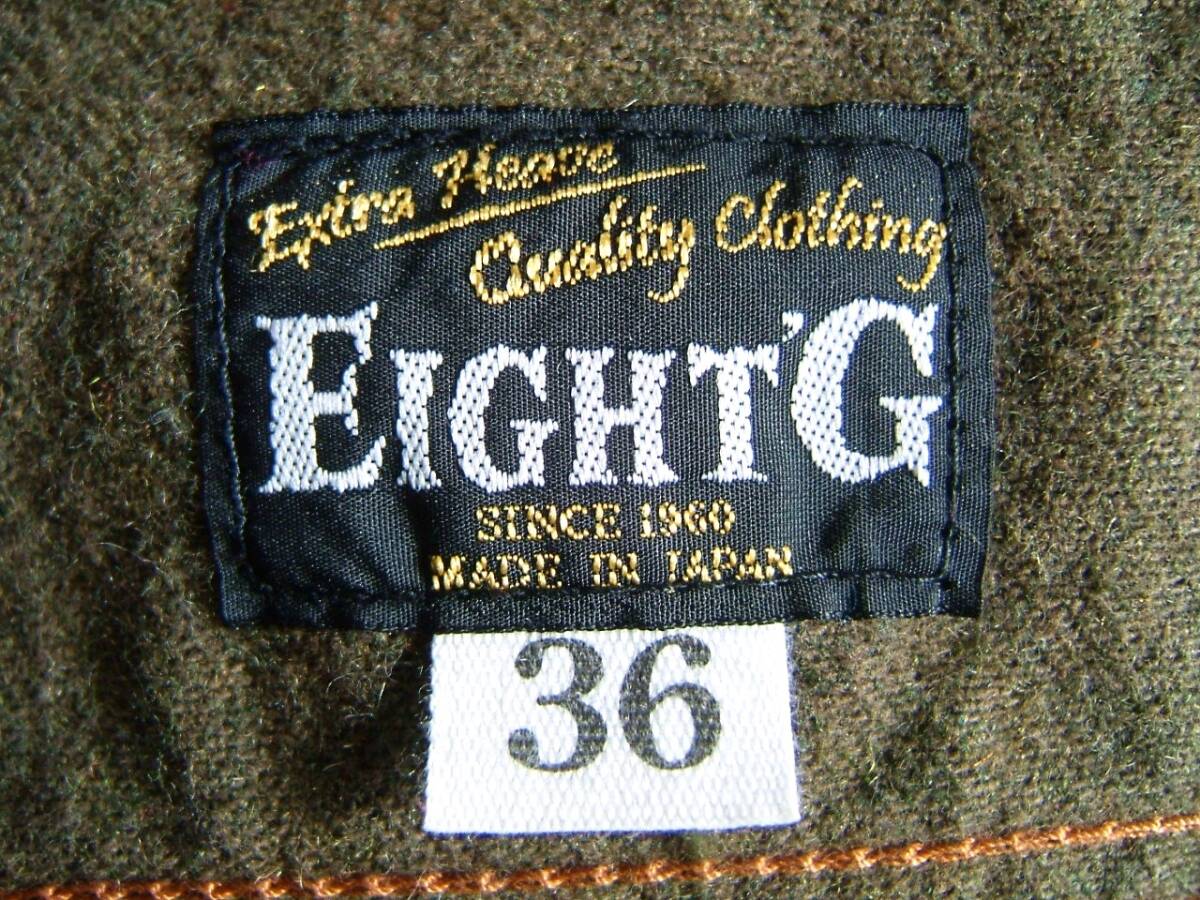 Extra Heave
Quality Clothing
EIGHT'G
SINCE 1960
MADE IN JAPAN
36